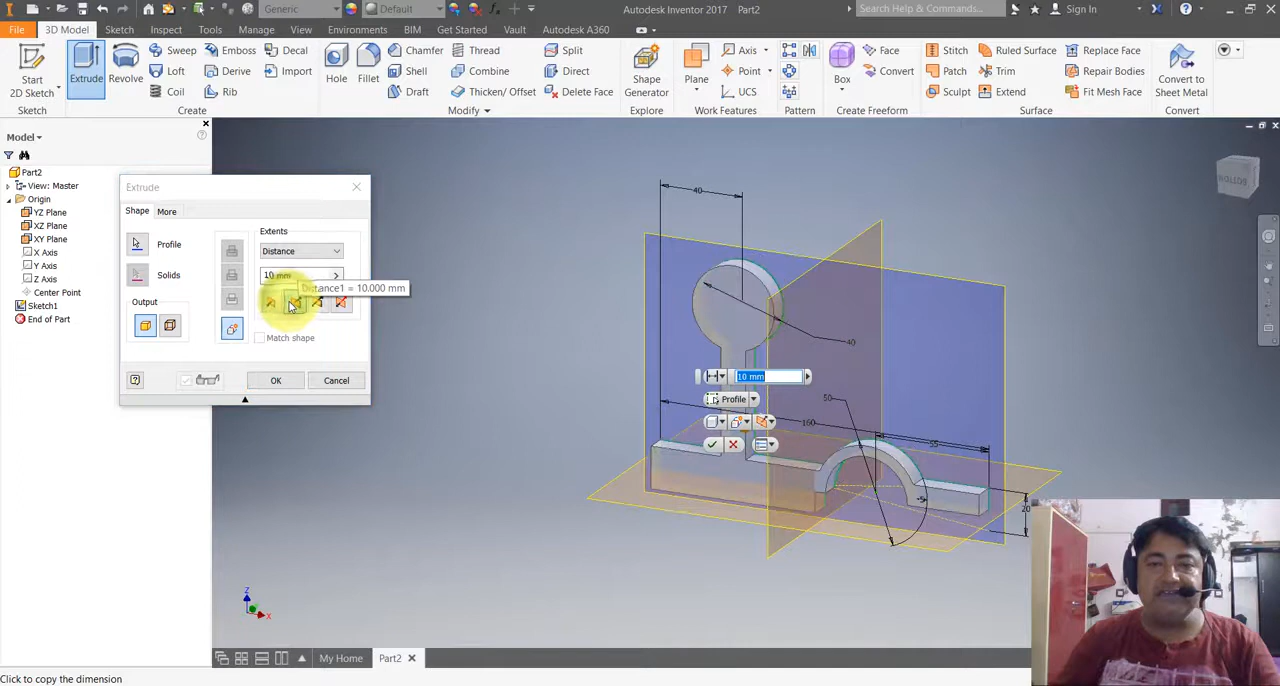 Generic
Default
Autodesk Inventor 2017 Part2
Search Help & Commands...
Sign In
File 3D Model Sketch Inspect Tools Manage View Environments BIM Get Started Vault Autodesk A360
Start
2D Sketch
Extrude
Revolve
Sweep
Loft
Coil
Emboss
Derive
Rib
Decal
Import
Hole
Fillet
Chamfer
Shell
Draft
Thread
Combine
Thicken/ Offset
Split
Direct
Delete Face
Shape
Generator
Plane
Axis
Point
UCS
Box
Face
Convert
Stitch
Patch
Sculpt
Ruled Surface
Trim
Extend
Replace Face
Repair Bodies
Fit Mesh Face
Convert to
Sheet Metal
Sketch Create Modify Explore Work Features Pattern Create Freeform Surface Convert
Model
Part2
View: Master
Origin
YZ Plane
XZ Plane
XY Plane
X Axis
Y Axis
Z Axis
Center Point
Sketch1
End of Part
Extrude
Shape More
Profile
Solids
Output
Extents
Distance
10 mm
Distance1 = 10.000 mm
Match shape
OK Cancel
BOTTOM
40
40
10 mm
Profile
50
160
55
20
Z
X
My Home Part2
Click to copy the dimension